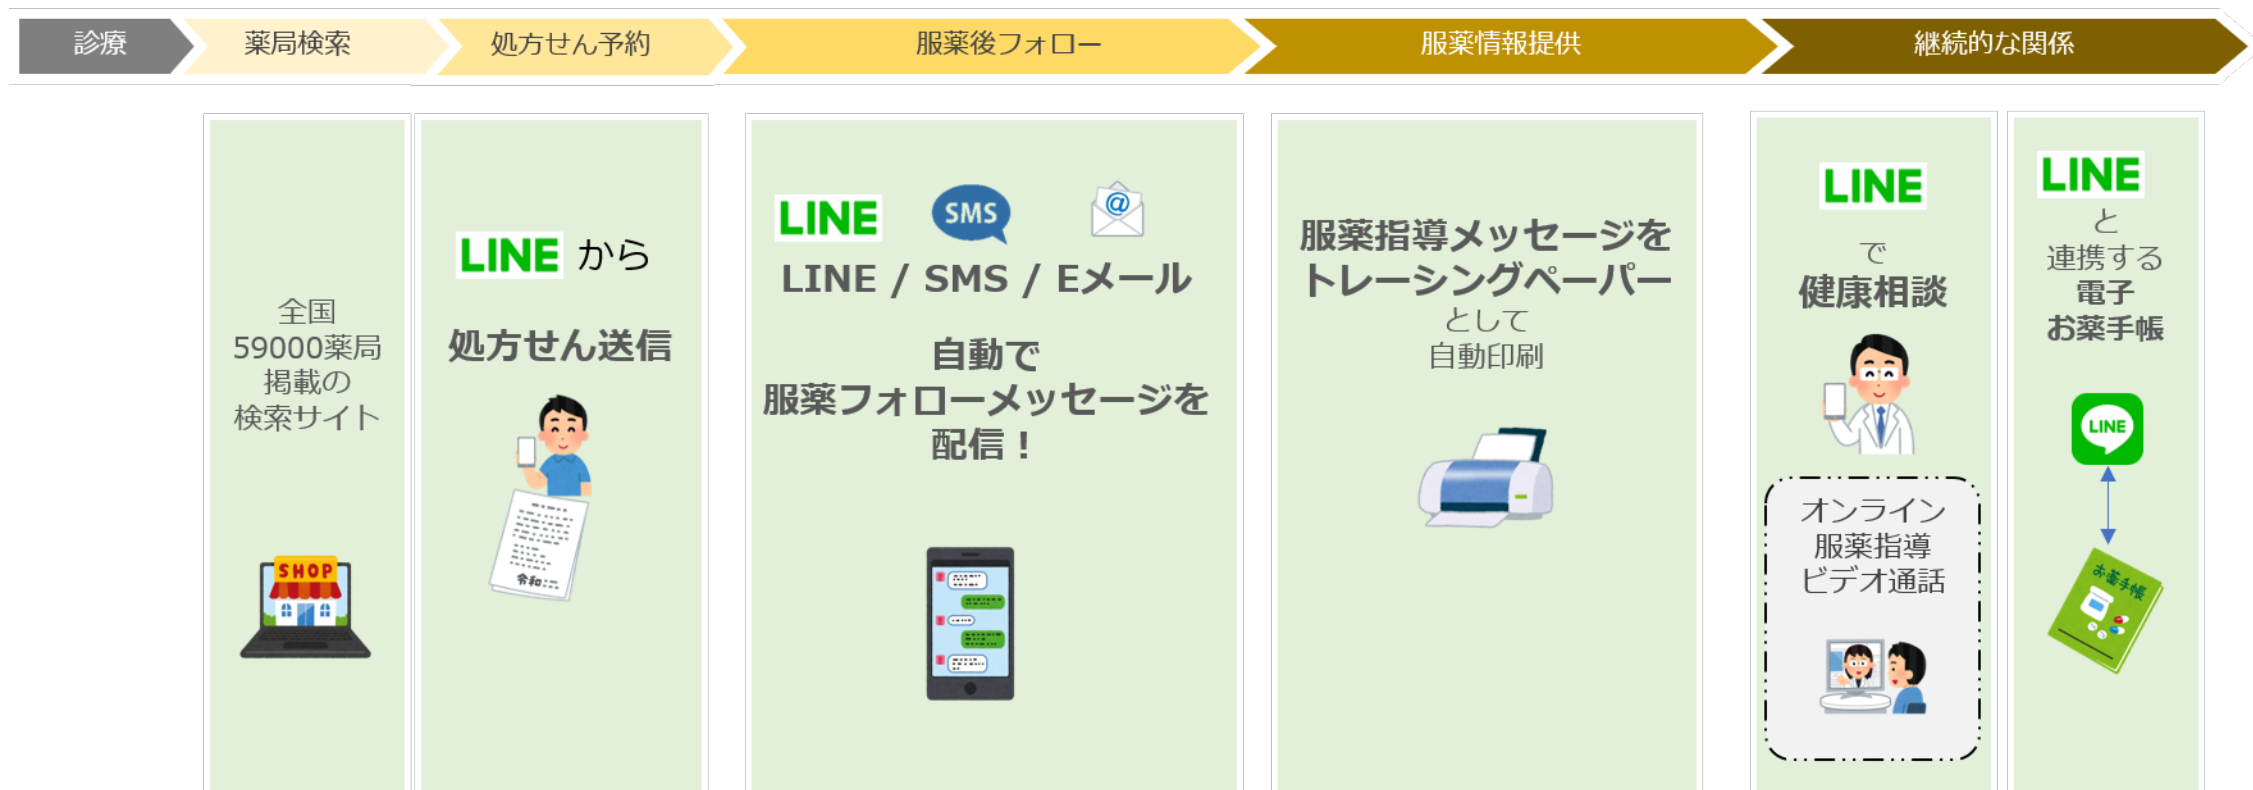 診療
薬局検索
処方せん予約
服薬後フォロー
服薬情報提供
継続的な関係
全国
59000薬局
掲載の
検索サイト
SHOP
LINE から
処方せん送信
令和
LINE
SMS
@
LINE / SMS / Eメール
自動で
服薬フォローメッセージを
配信！
服薬指導メッセージを
トレーシングペーパー
として
自動印刷
LINE
で
健康相談
オンライン
服薬指導
ビデオ通話
LINE
と
連携する
電子
お薬手帳
LINE
お薬手帳